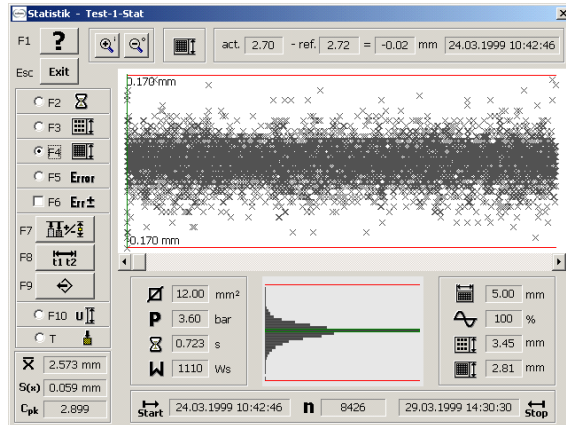 Statistik - Test-1-Stat
F1 ? act. 2.70 - ref. 2.72 = -0.02 mm 24.03.1999 10:42:46
Esc Exit
0.170 mm
F2
F3
F4
F5 Error
F6 Err±
0.170 mm
F7
F8 t1 t2
F9
F10 U
T
12.00 mm²
P 3.60 bar
0.723 s
W 1110 Ws
5.00 mm
100 %
3.45 mm
2.81 mm
X 2.573 mm
S(x) 0.059 mm
Cpk 2.899
Start 24.03.1999 10:42:46 n 8426 29.03.1999 14:30:30 Stop